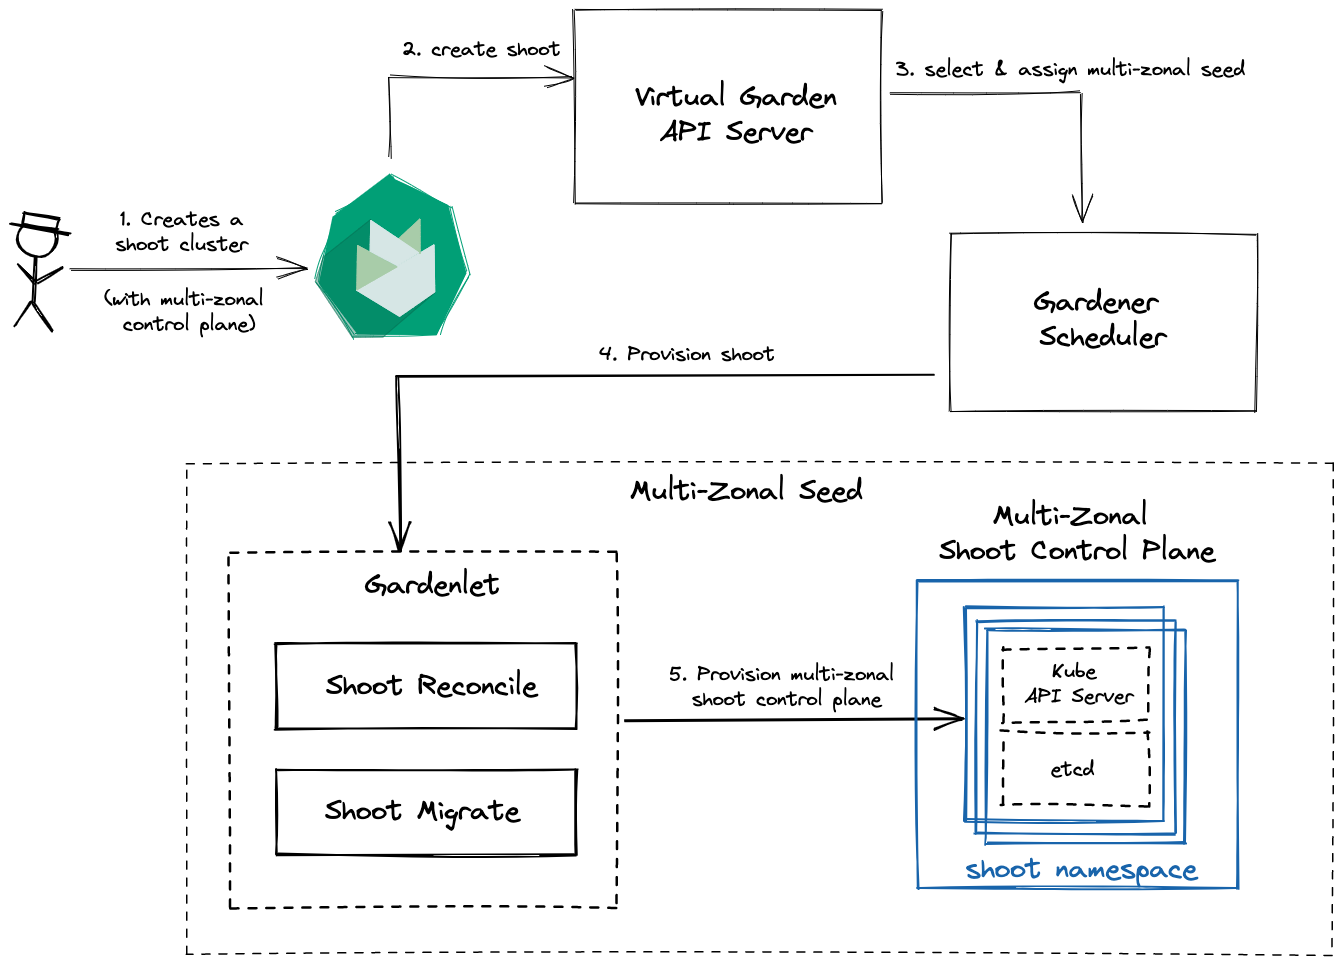 2. create shoot
Virtual Garden
API Server
3. select & assign multi-zonal seed
1. Creates a
shoot cluster
(with multi-zonal
control plane)
Gardener
Scheduler
4. Provision shoot
Multi-Zonal Seed
Multi-Zonal
Shoot Control Plane
Gardenlet
Shoot Reconcile
Shoot Migrate
5. Provision multi-zonal
shoot control plane
Kube
API Server
etcd
shoot namespace